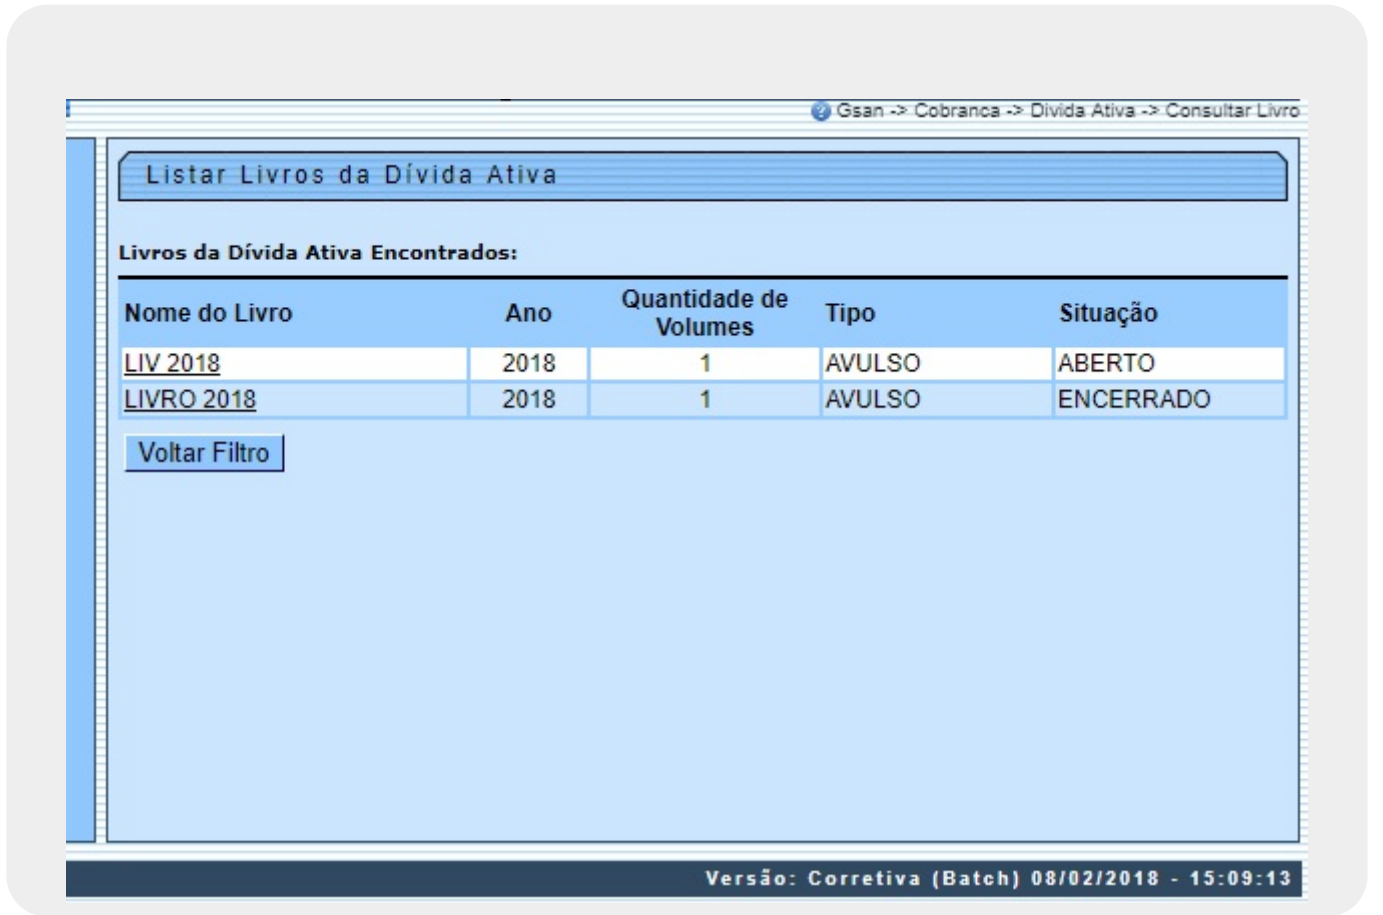 Gsan -> Cobranca -> Divida Ativa -> Consultar Livro
Listar Livros da Dívida Ativa
Livros da Dívida Ativa Encontrados:
Nome do Livro Ano Quantidade de Volumes Tipo Situação
LIV 2018 2018 1 AVULSO ABERTO
LIVRO 2018 2018 1 AVULSO ENCERRADO
Voltar Filtro
Versão: Corretiva (Batch) 08/02/2018 - 15:09:13